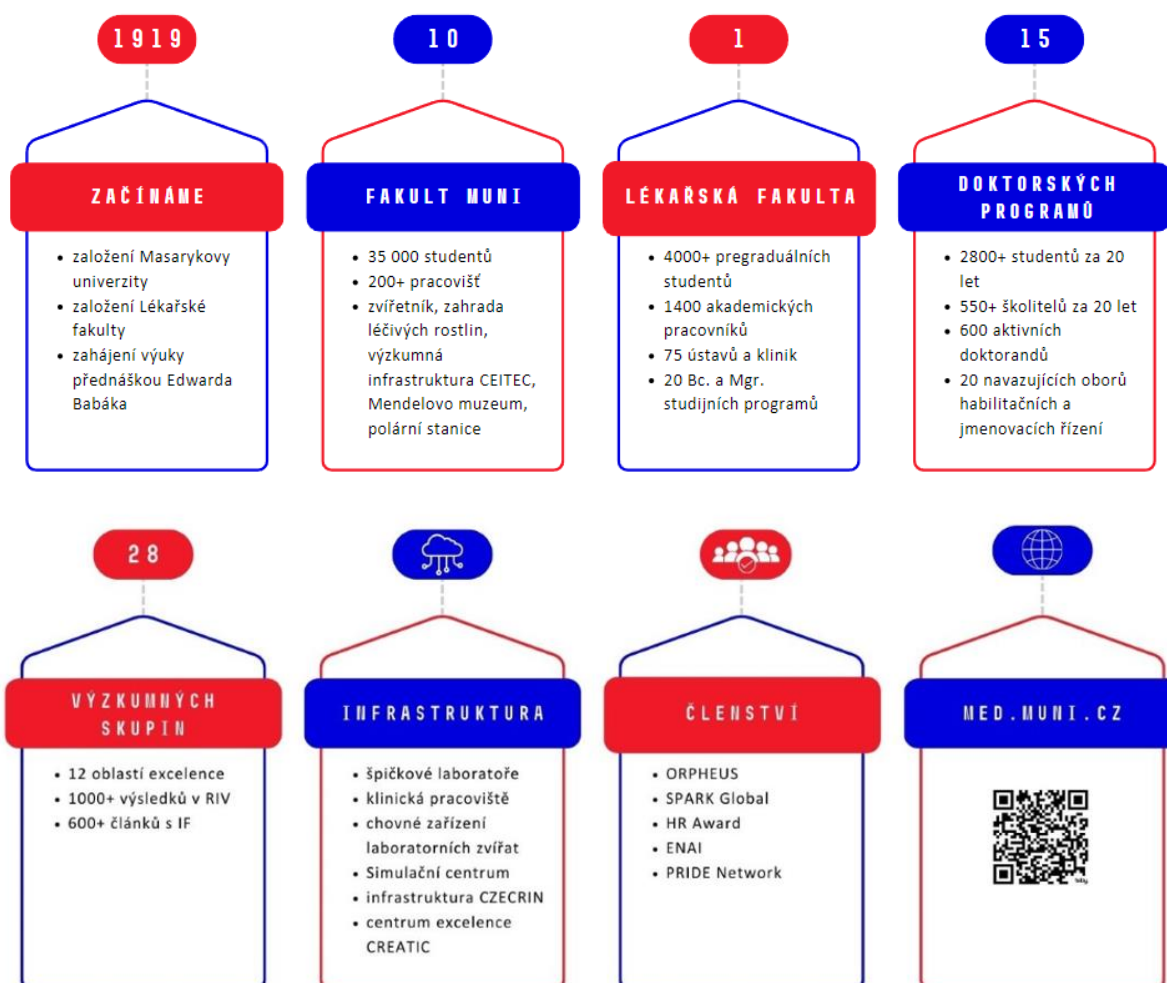 1919
ZAČÍNÁME
• založení Masarykovy
univerzity
• založení Lékařské
fakulty
• zahájení výuky
přednáškou Edwarda
Babáka
10
FAKULT MUNI
• 35 000 studentů
• 200+ pracovišť
• zvířetník, zahrada
léčivých rostlin,
výzkumná
infrastruktura CEITEC,
Mendelovo muzeum,
polární stanice
1
LÉKAŘSKÁ FAKULTA
• 4000+ pregraduálních
studentů
• 1400 akademických
pracovníků
• 75 ústavů a klinik
• 20 Bc. a Mgr.
studijních programů
15
DOKTORSKÝCH
PROGRAMŮ
• 2800+ studentů za 20
let
• 550+ školitelů za 20 let
• 600 aktivních
doktorandů
• 20 navazujících oborů
habilitačních a
jmenovacích řízení
28
VÝZKUMNÝCH
SKUPIN
• 12 oblastí excelence
• 1000+ výsledků v RIV
• 600+ článků s IF
INFRASTRUKTURA
• špičkové laboratoře
• klinická pracoviště
• chovné zařízení
laboratorních zvířat
• Simulační centrum
• infrastruktura CZECRIN
• centrum excelence
CREATIC
ČLENSTVÍ
• ORPHEUS
• SPARK Global
• HR Award
• ENAI
• PRIDE Network
MED.MUNI.CZ